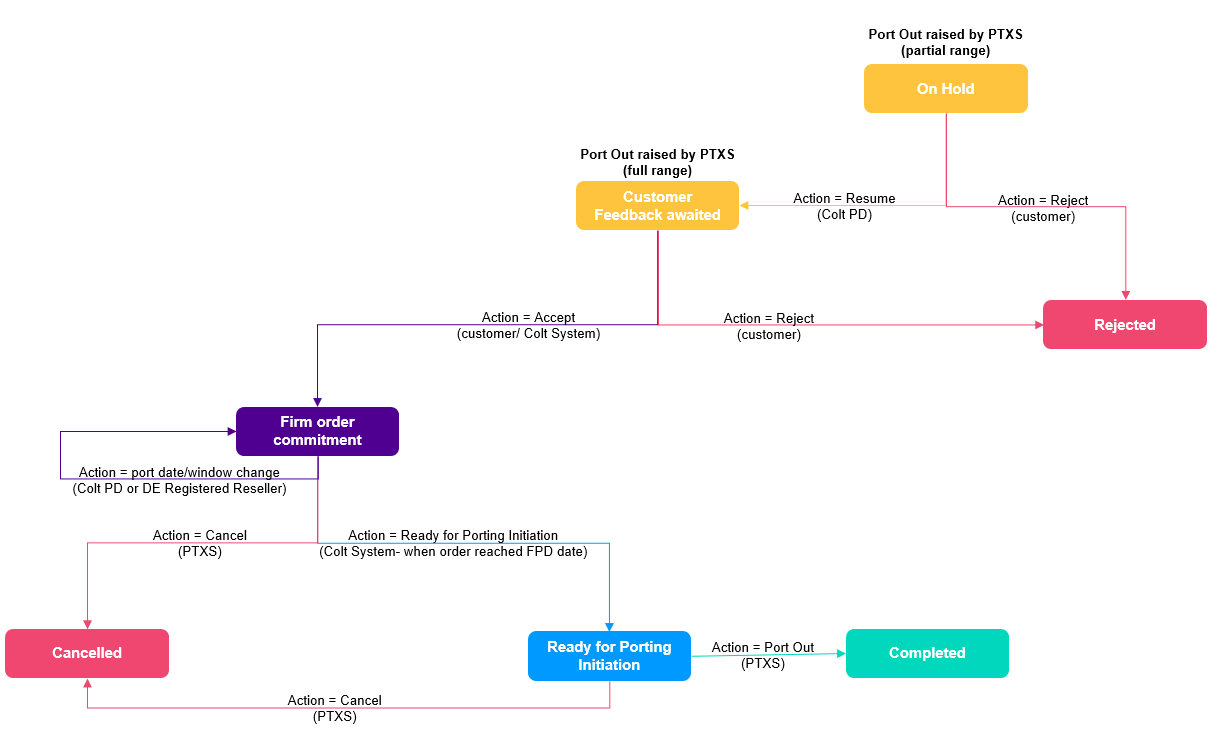 Port Out raised by PTXS
(partial range)
On Hold
Port Out raised by PTXS
(full range)
Customer
Feedback awaited
Action = Resume
(Colt PD)
Action = Reject
(customer)
Action = Accept
(customer/ Colt System)
Action = Reject
(customer)
Rejected
Firm order
commitment
Action = port date/window change
(Colt PD or DE Registered Reseller)
Action = Cancel
(PTXS)
Action = Ready for Porting Initiation
(Colt System- when order reached FPD date)
Cancelled
Ready for Porting
Initiation
Action = Port Out
(PTXS)
Completed
Action = Cancel
(PTXS)